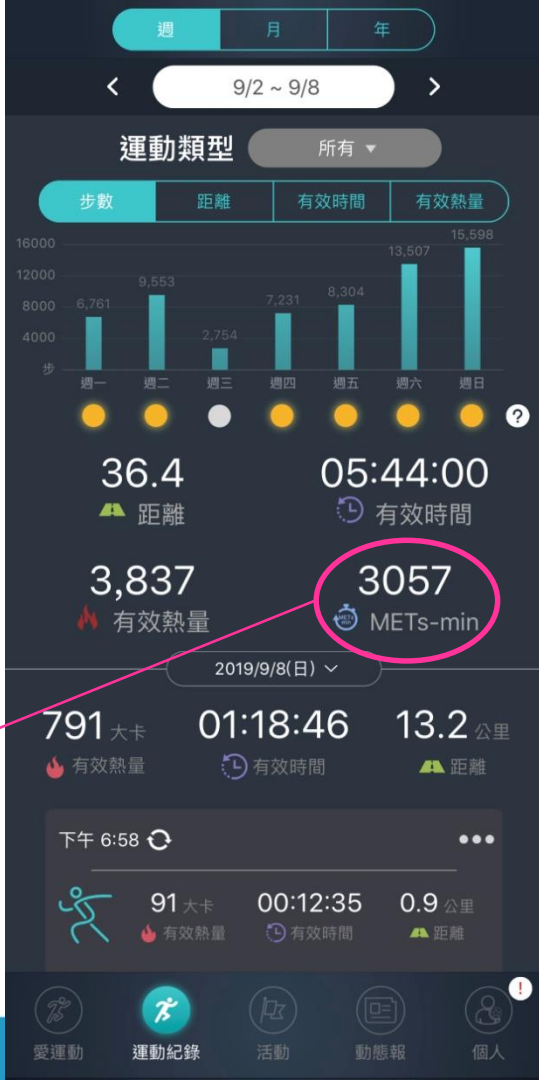 週 月 年
< 9/2 ~ 9/8 >
運動類型 所有 ▼
步數 距離 有效時間 有效熱量
16000
12000
8000
4000
步
6,761 9,553 2,754 7,231 8,304 13,507 15,598
週一 週二 週三 週四 週五 週六 週日
?
36.4 05:44:00
距離 有效時間
3,837 3057
有效熱量 METs-min
2019/9/8(日)
791 大卡 01:18:46 13.2 公里
有效熱量 有效時間 距離
下午 6:58
91 大卡 00:12:35 0.9 公里
有效熱量 有效時間 距離
!
愛運動 運動紀錄 活動 動態報 個人